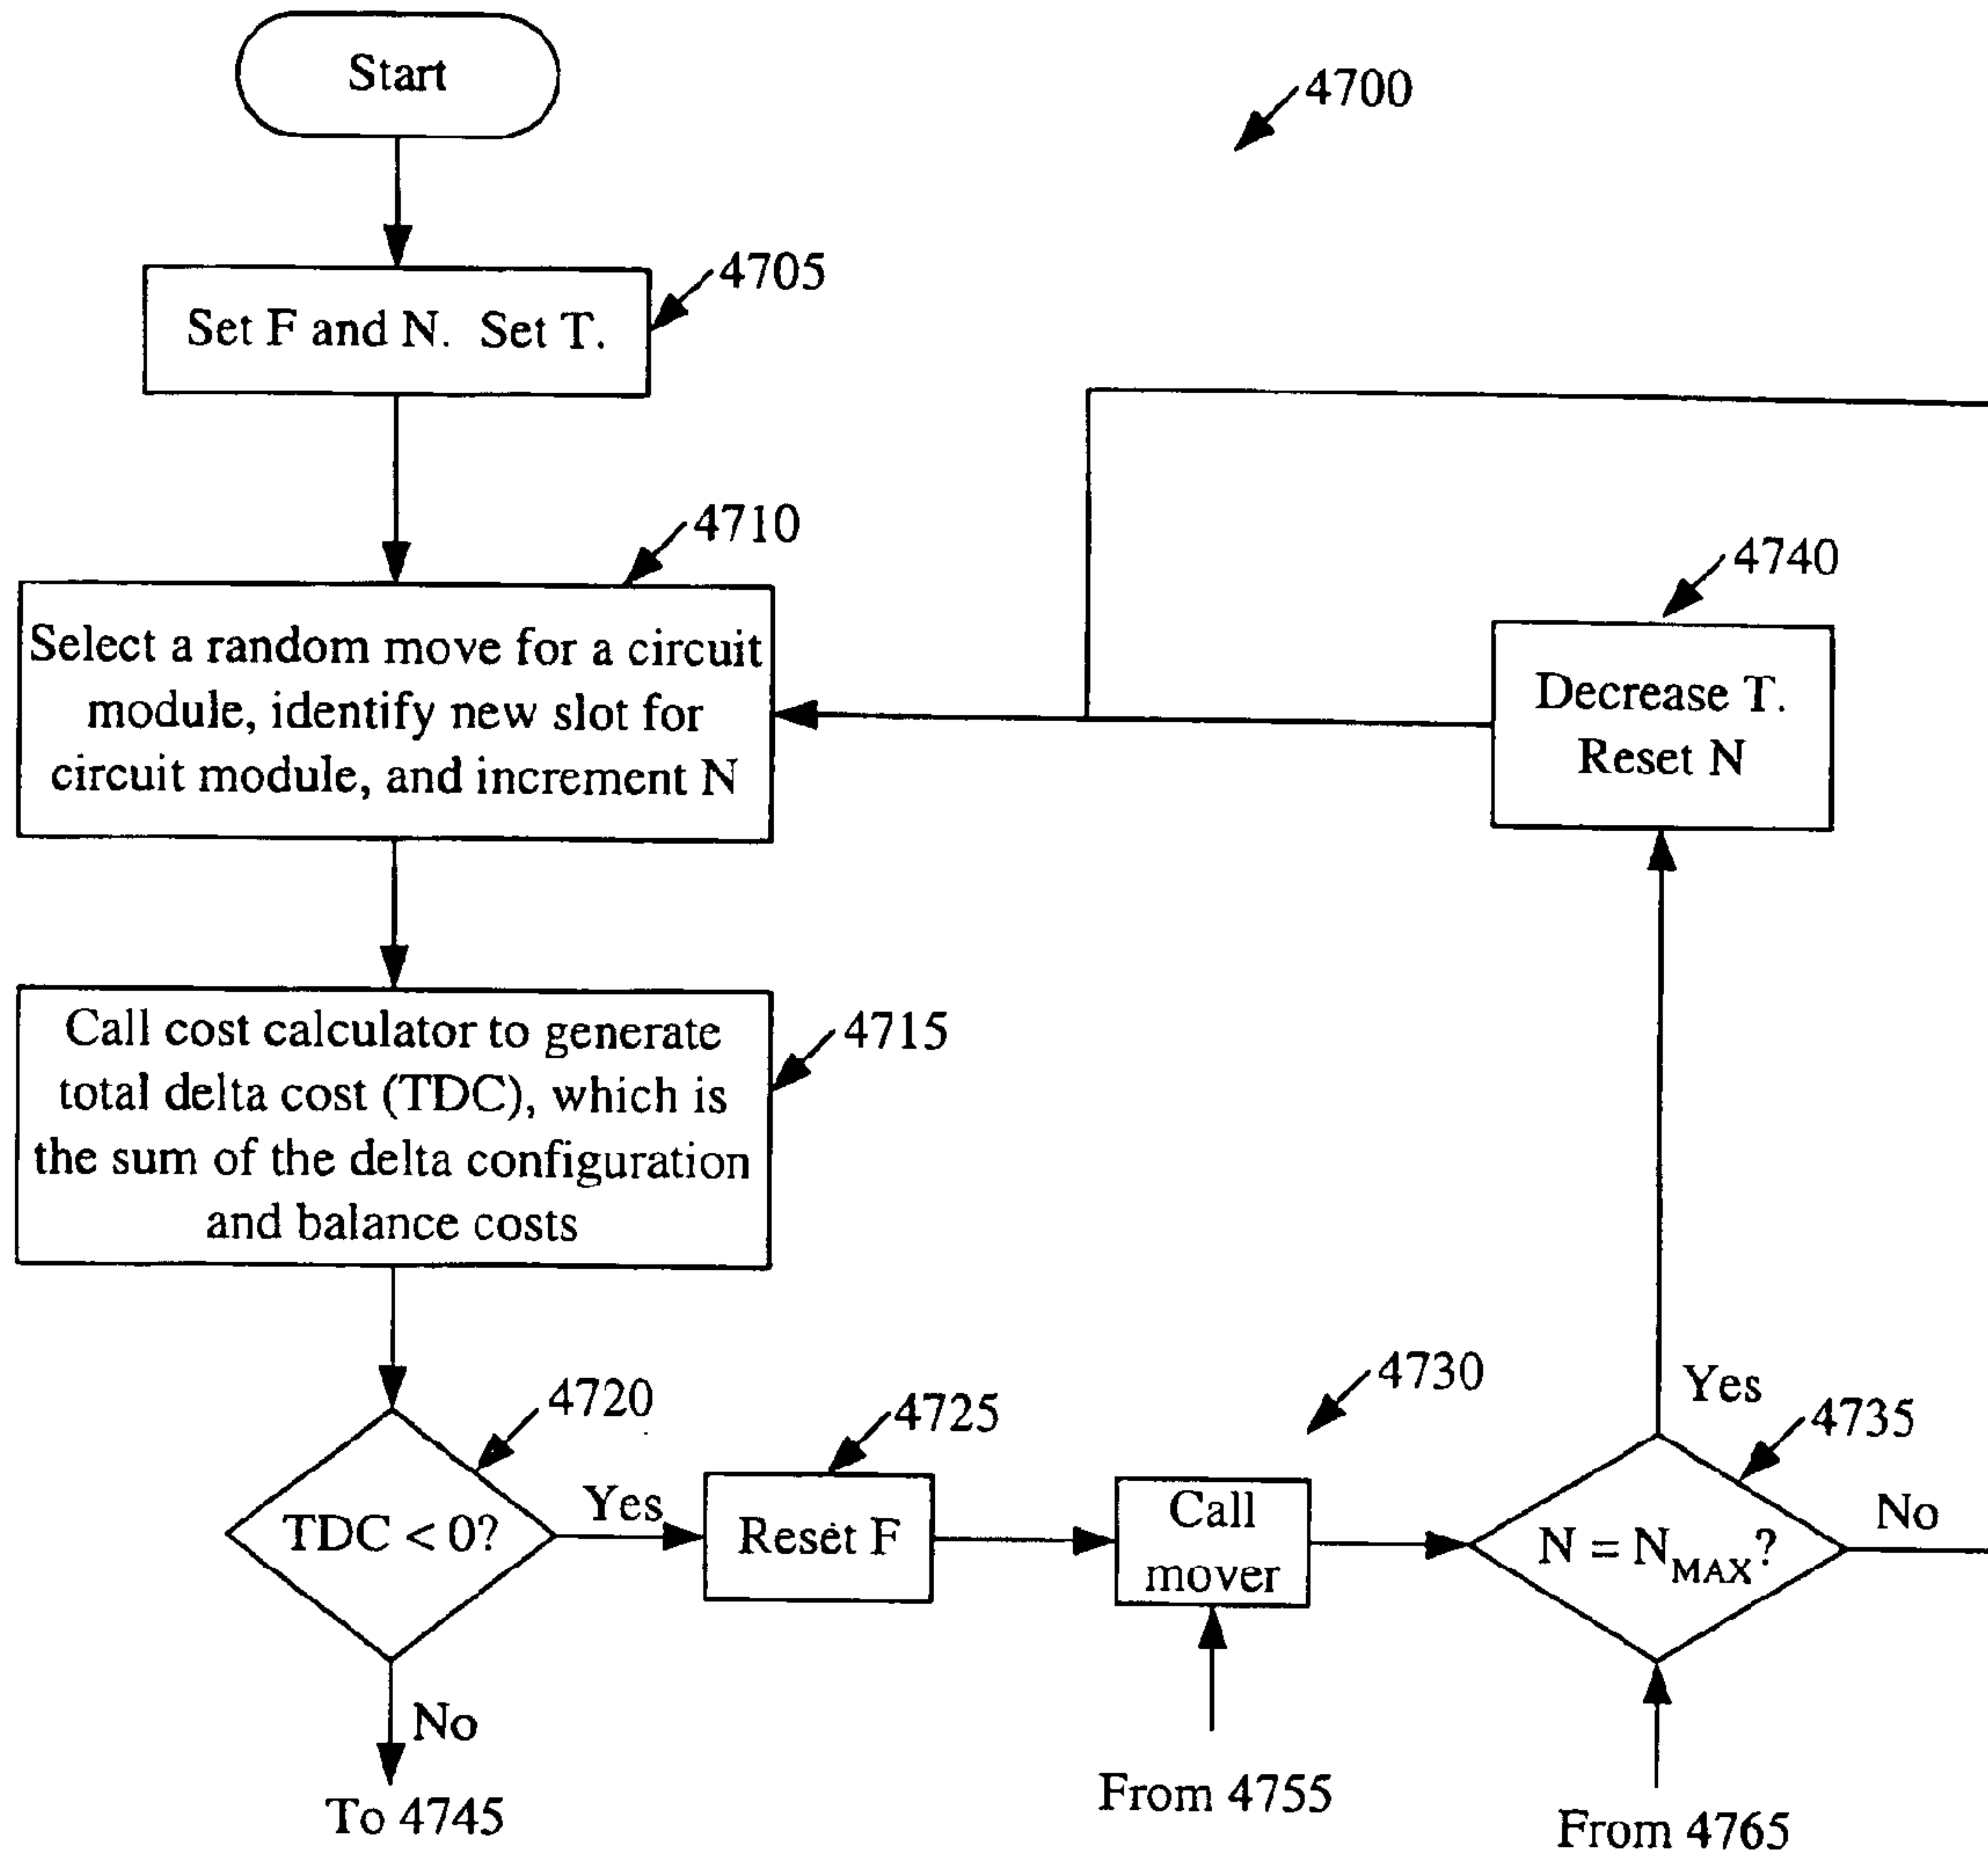 Start
4700
4705
Set F and N. Set T.
4710
Select a random move for a circuit
module, identify new slot for
circuit module, and increment N
4740
Decrease T.
Reset N
4715
Call cost calculator to generate
total delta cost (TDC), which is
the sum of the delta configuration
and balance costs
4720
TDC < 0?
Yes
No
To 4745
4725
Reset F
4730
Call
mover
From 4755
4735
Yes
N = N_MAX?
No
From 4765